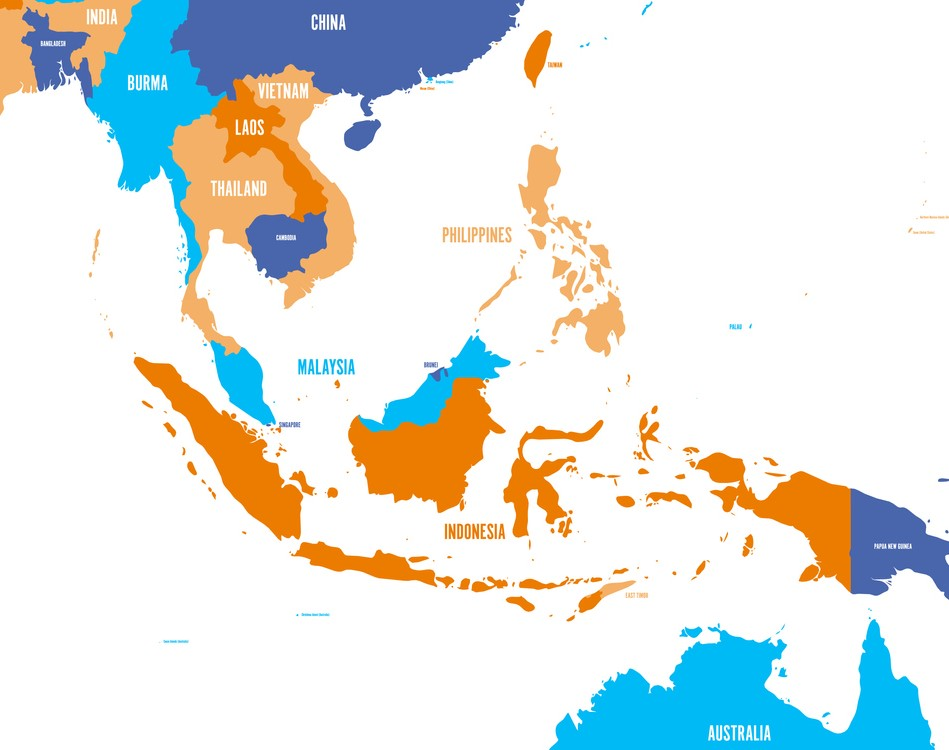 INDIA
CHINA
BANGLADESH
TAIWAN
BURMA
VIETNAM
LAOS
THAILAND
PHILIPPINES
CAMBODIA
PALAU
MALAYSIA
BRUNEI
SINGAPORE
INDONESIA
PAPUA NEW GUINEA
EAST TIMOR
AUSTRALIA